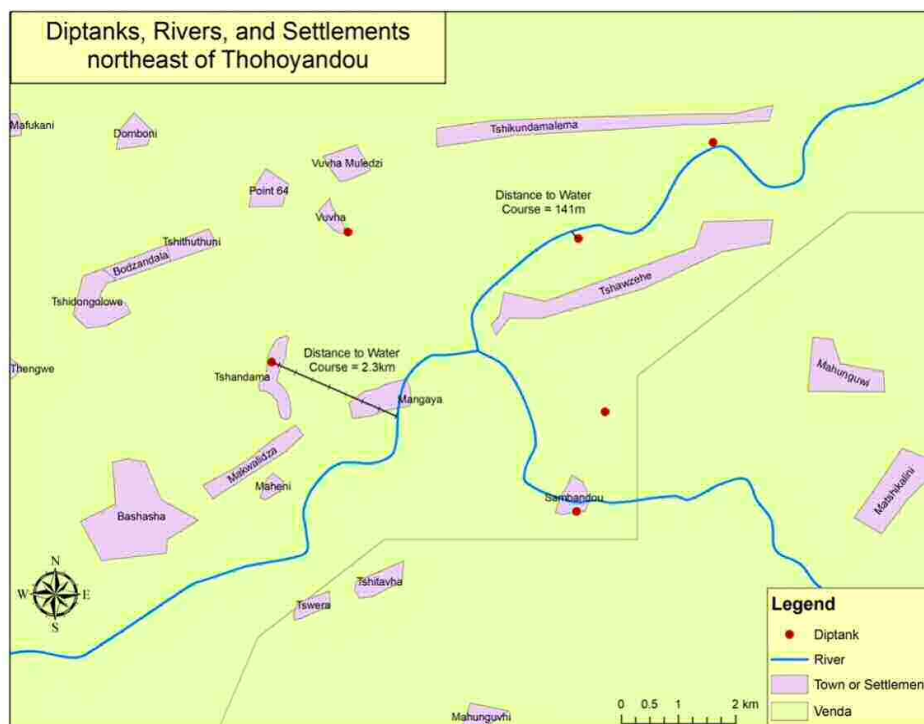 Diptanks, Rivers, and Settlements
northeast of Thohoyandou
Mafukani
Domboni
Tshikundamalema
Vuvha Muledzi
Point 64
Distance to Water
Course = 141m
Vuvha
Tshithuthuni
Bodzandala
Tshawzehe
Tshidongolowe
Distance to Water
Course = 2.3km
Thengwe
Tshandama
Mahunguwi
Mangaya
Makwalidza
Maheni
Sambandou
Matshikalini
Bashasha
N
W
E
S
Tshitavha
Tswera
Mahunguvhi
0 0.5 1 2 km
Legend
Diptank
River
Town or Settlement
Venda